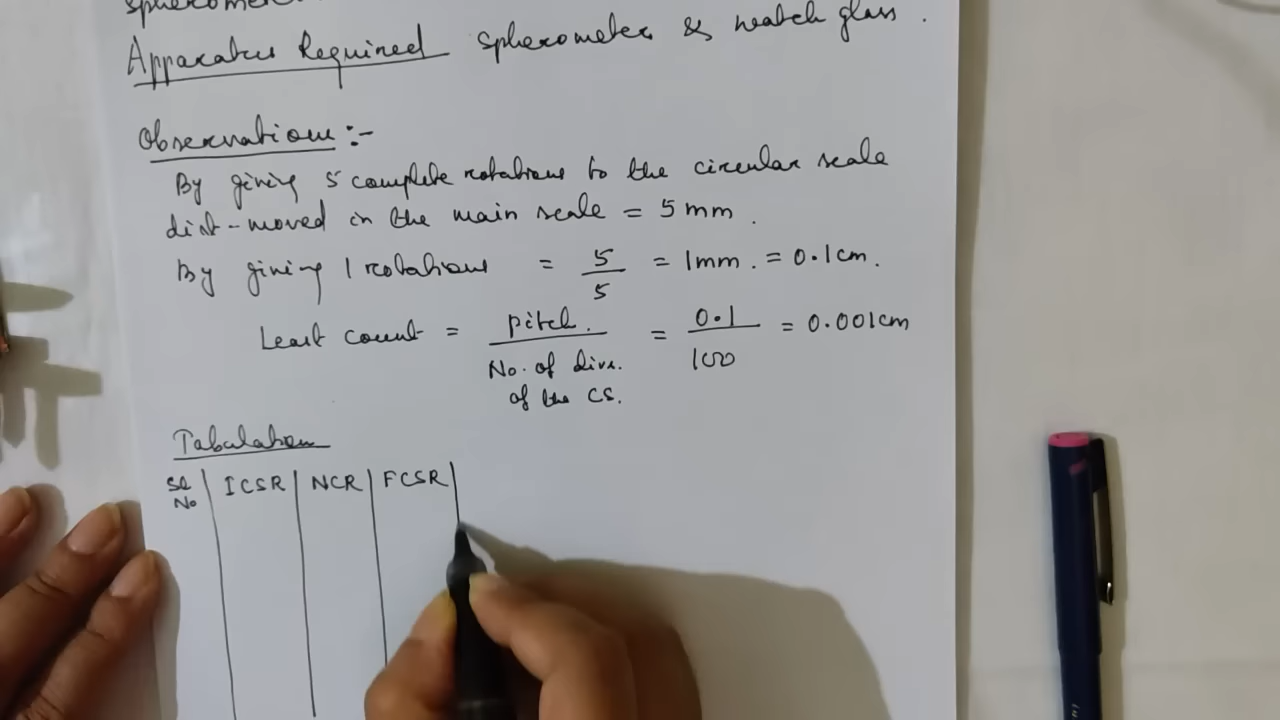 Apparatus Required spherometer & watch glass .
Observations :-
By giving 5 complete rotations to the circular scale
dist-moved in the main scale = 5 mm .
By giving 1 rotations = 5/5 = 1mm . = 0.1cm .
Least count = pitch. / No. of divs. of the CS. = 0.1/100 = 0.001cm
Tabulation
Sl No | ICSR | NCR | FCSR |